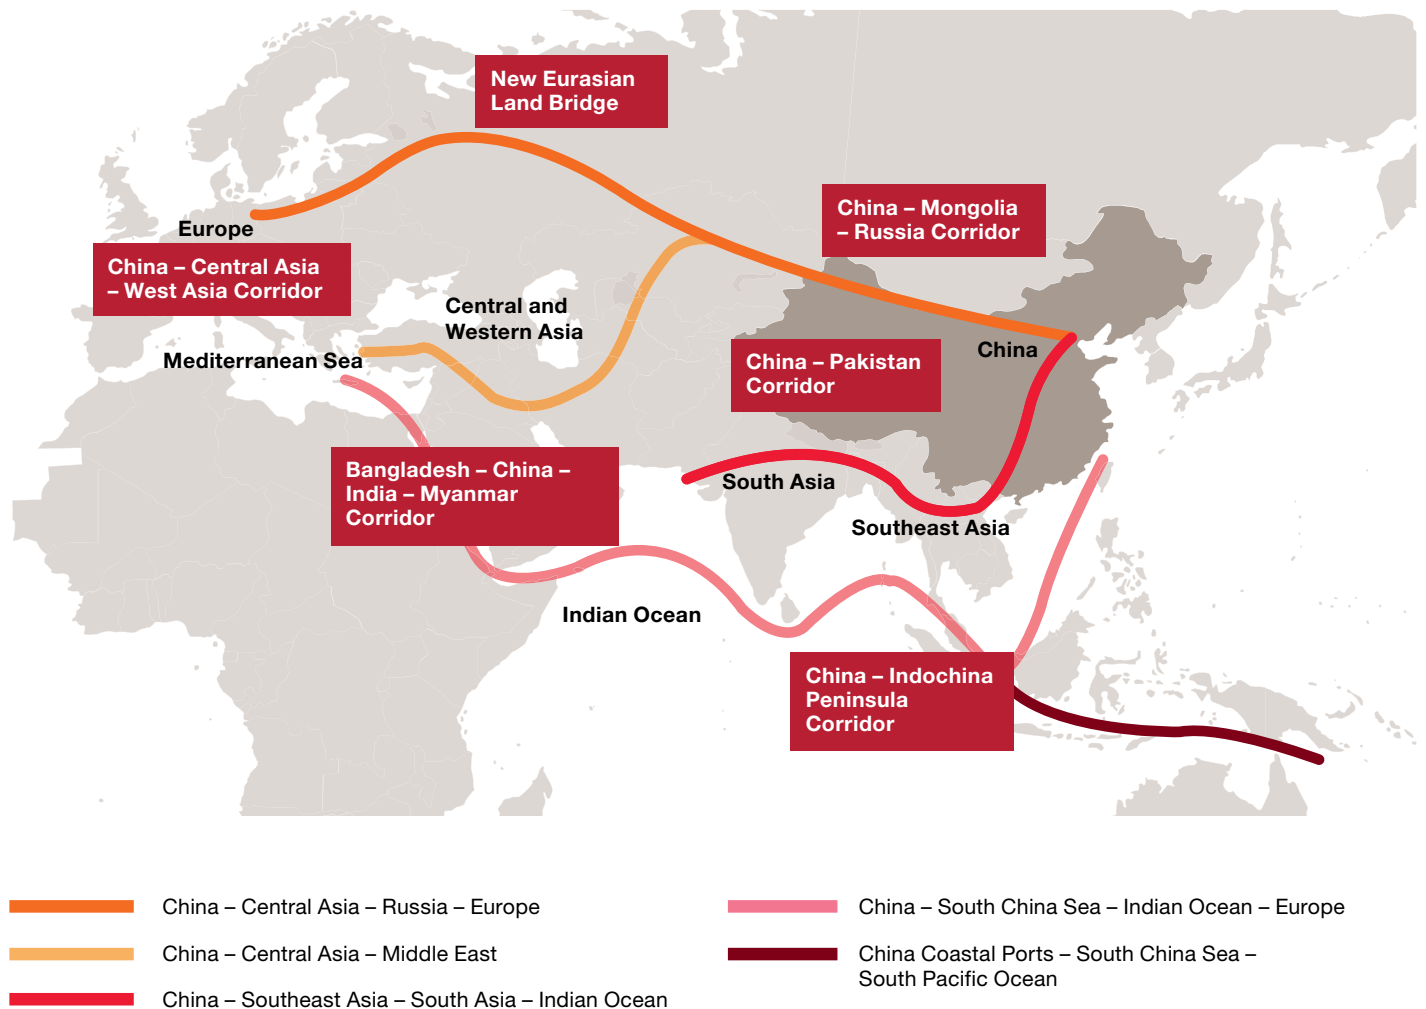 New Eurasian
Land Bridge
China – Mongolia
– Russia Corridor
Europe
China – Central Asia
– West Asia Corridor
Central and
Western Asia
Mediterranean Sea
China
China – Pakistan
Corridor
Bangladesh – China –
India – Myanmar
Corridor
South Asia
Southeast Asia
Indian Ocean
China – Indochina
Peninsula
Corridor
China – Central Asia – Russia – Europe
China – Central Asia – Middle East
China – Southeast Asia – South Asia – Indian Ocean
China – South China Sea – Indian Ocean – Europe
China Coastal Ports – South China Sea –
South Pacific Ocean